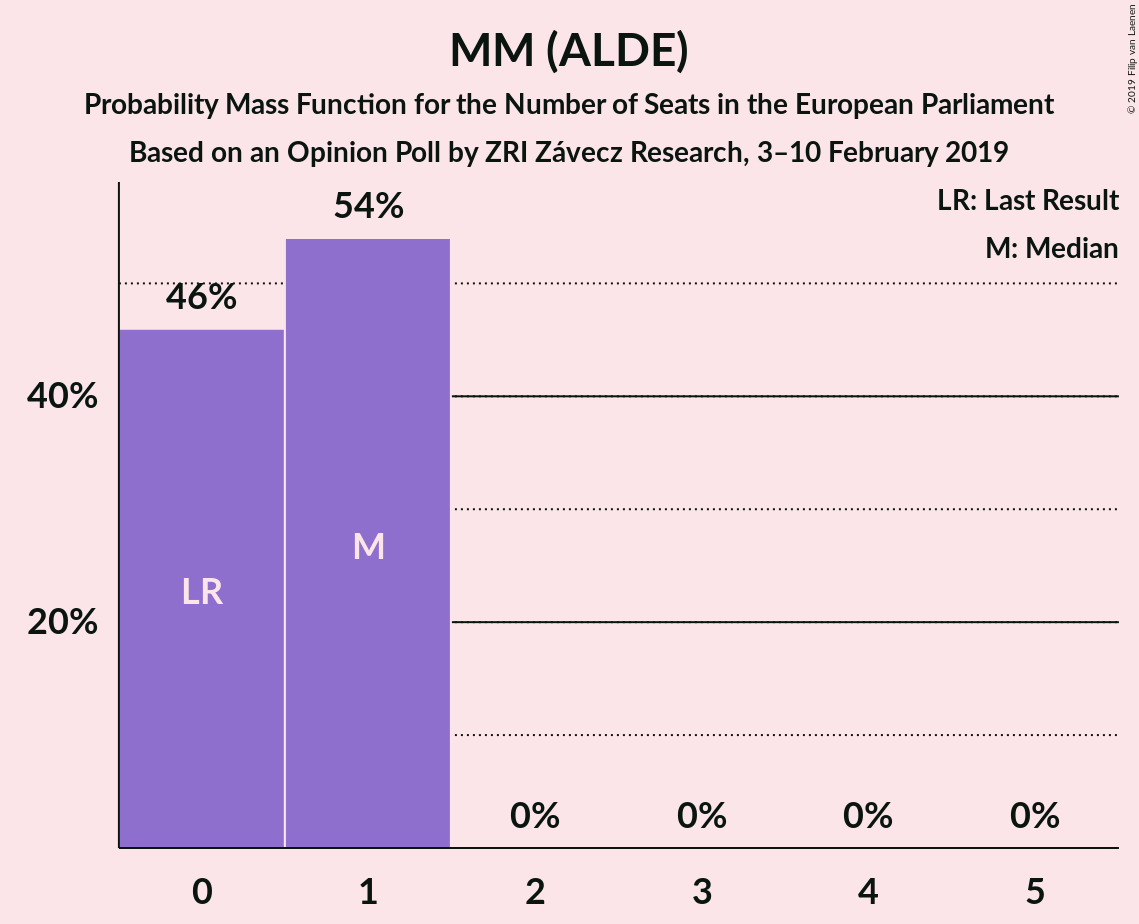 MM (ALDE)
Probability Mass Function for the Number of Seats in the European Parliament
Based on an Opinion Poll by ZRI Závecz Research, 3–10 February 2019
© 2019 Filip van Laenen
LR: Last Result
M: Median
54%
46%
40%
20%
LR
M
0%
0%
0%
0%
0
1
2
3
4
5